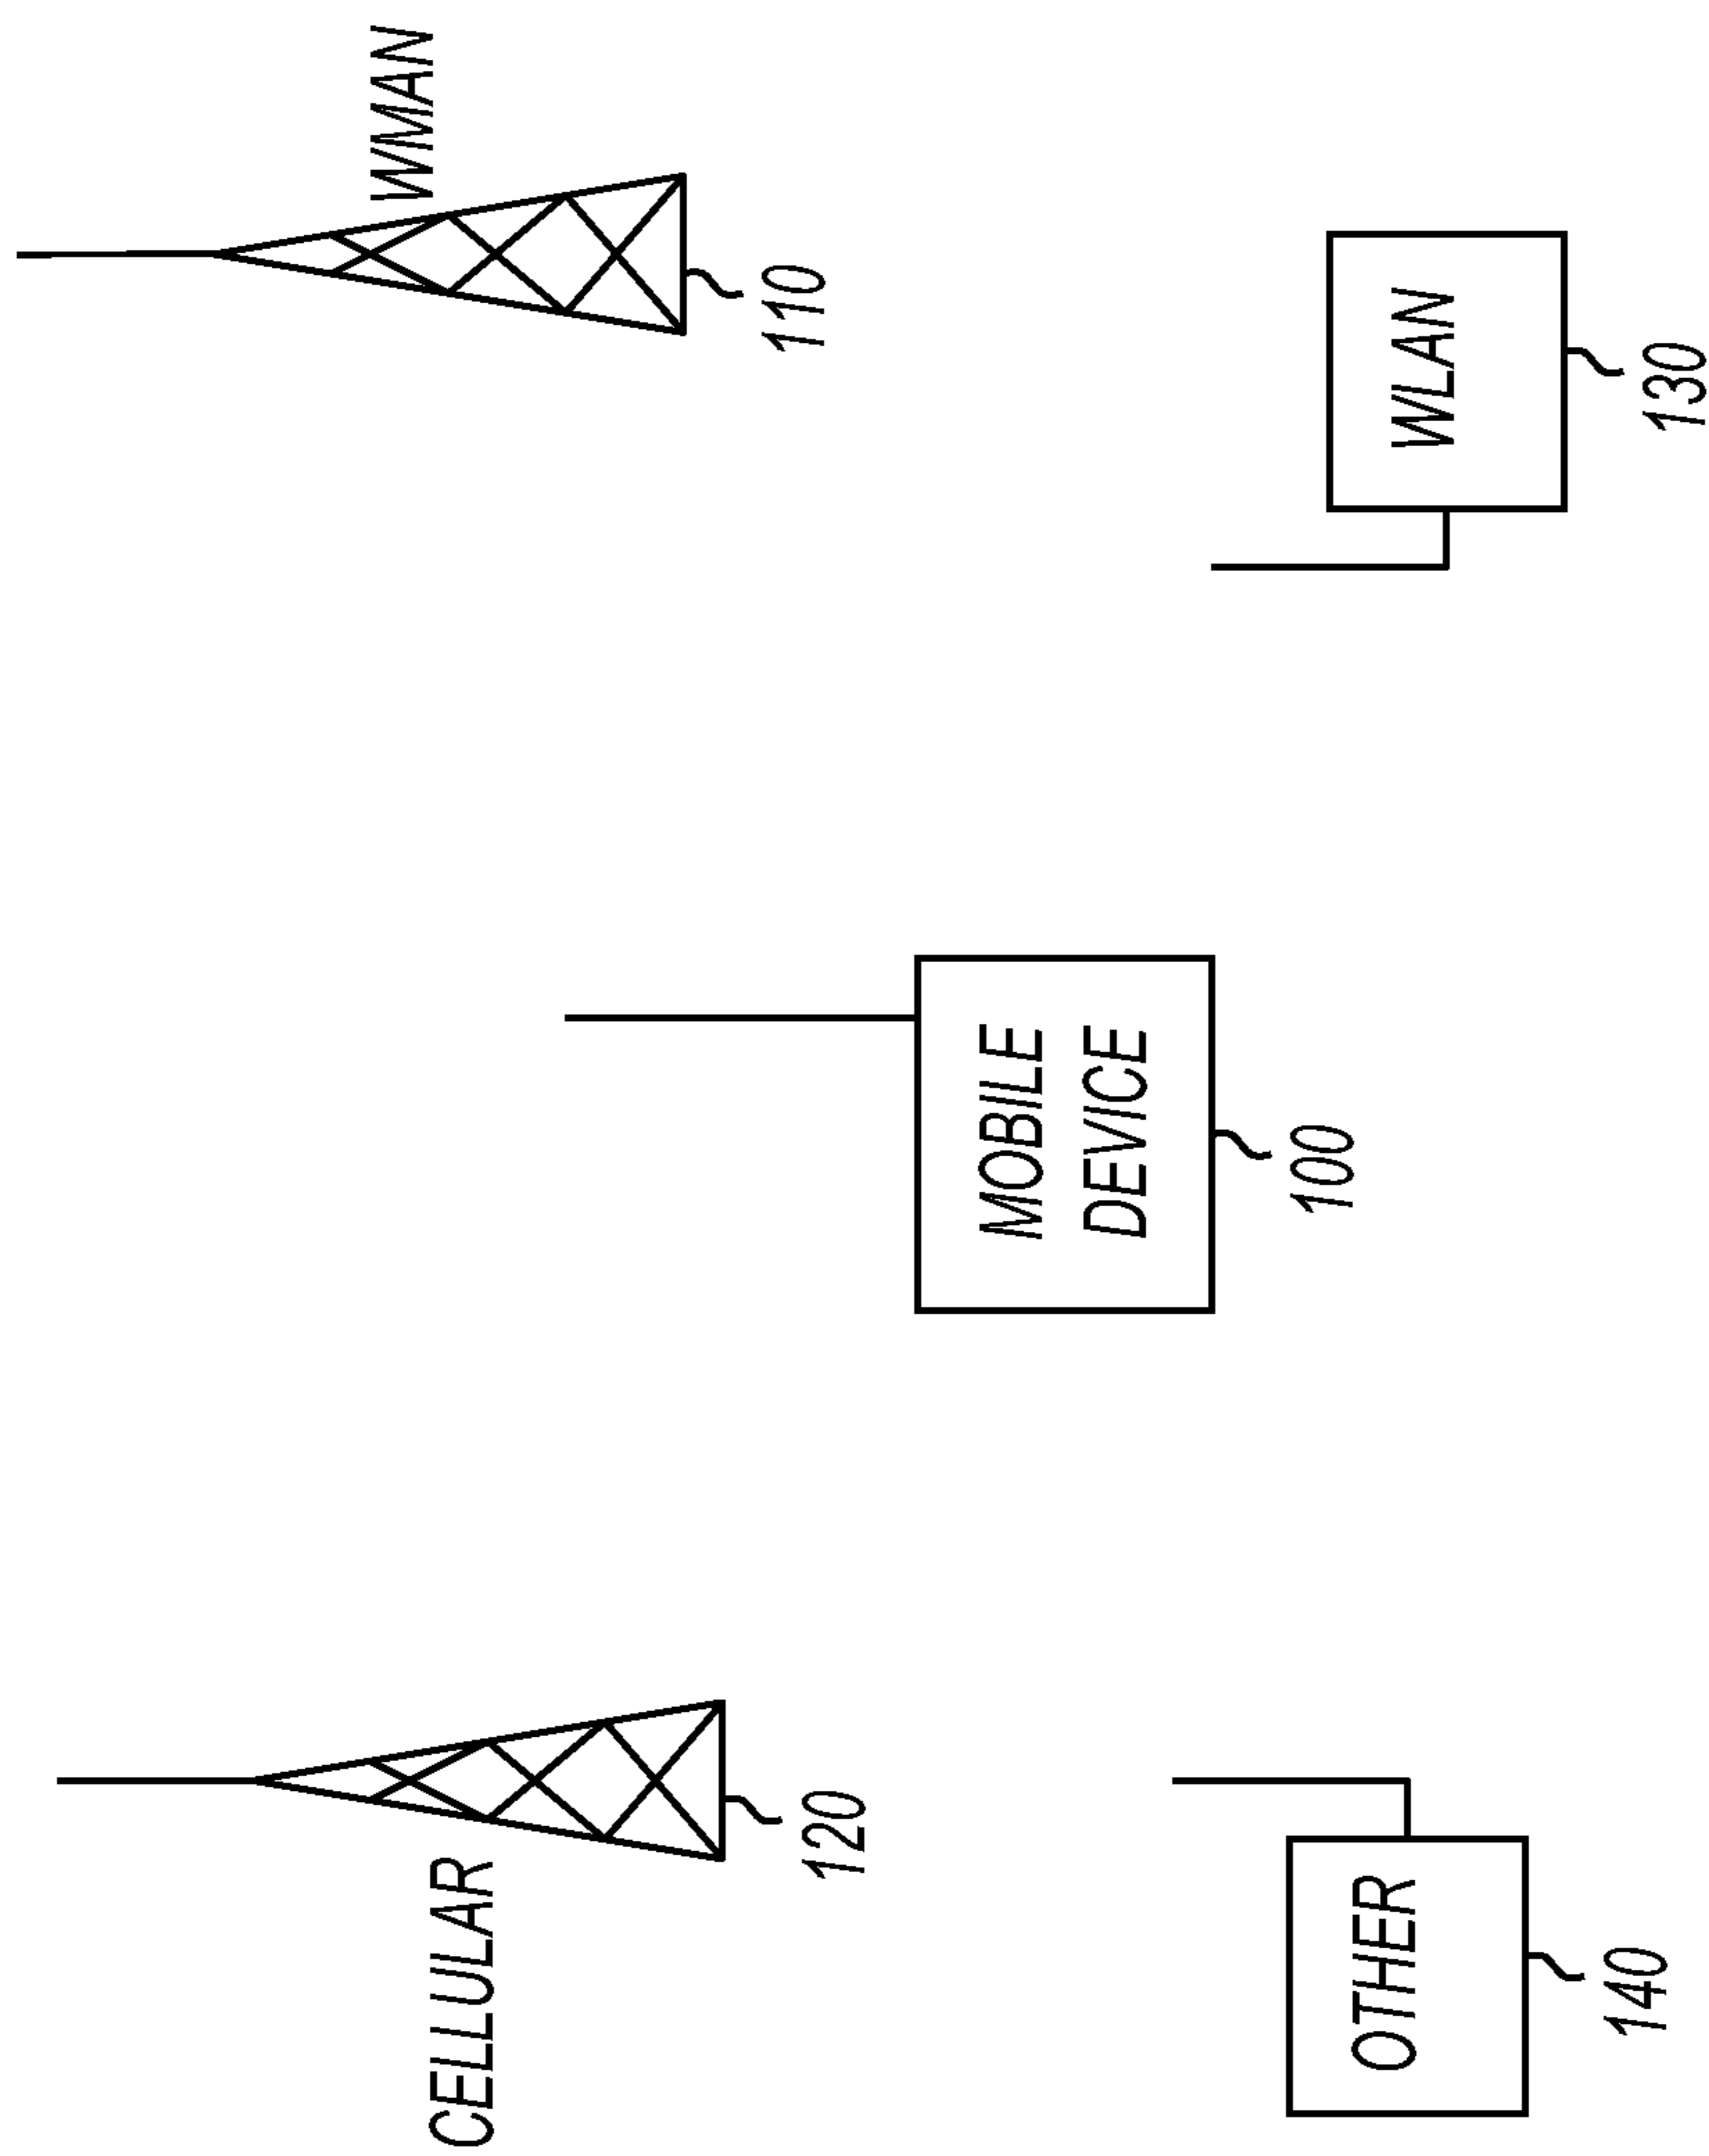 CELLULAR
120
WMAN
110
MOBILE
DEVICE
100
OTHER
140
WLAN
130